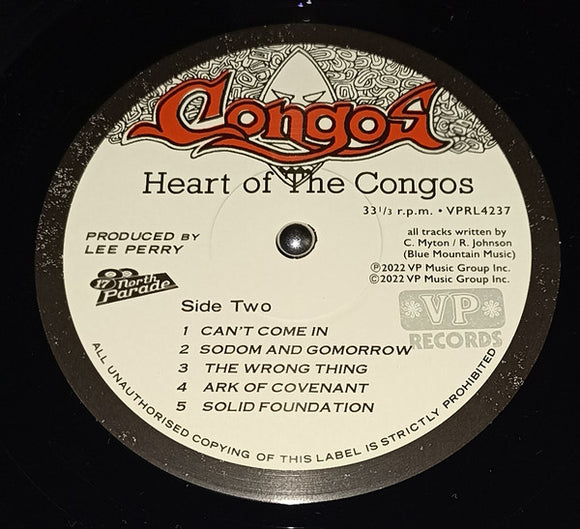 Congos
Heart of The Congos
33 1/3 r.p.m. • VPRL4237
PRODUCED BY
LEE PERRY
all tracks written by
C. Myton / R. Johnson
(Blue Mountain Music)
℗2022 VP Music Group Inc.
©2022 VP Music Group Inc.
17 North
Parade
VP
RECORDS
Side Two
1 CAN'T COME IN
2 SODOM AND GOMORROW
3 THE WRONG THING
4 ARK OF COVENANT
5 SOLID FOUNDATION
ALL UNAUTHORISED COPYING OF THIS LABEL IS STRICTLY PROHIBITED